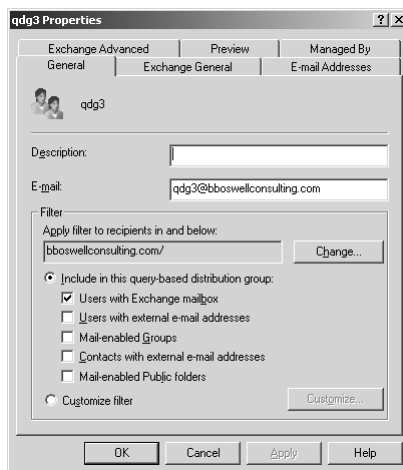 qdg3 Properties
Exchange Advanced Preview Managed By
General Exchange General E-mail Addresses
qdg3
Description:
E-mail: qdg3@bboswellconsulting.com
Filter
Apply filter to recipients in and below:
bboswellconsulting.com/ Change...
Include in this query-based distribution group:
Users with Exchange mailbox
Users with external e-mail addresses
Mail-enabled Groups
Contacts with external e-mail addresses
Mail-enabled Public folders
Customize filter Customize...
OK Cancel Apply Help